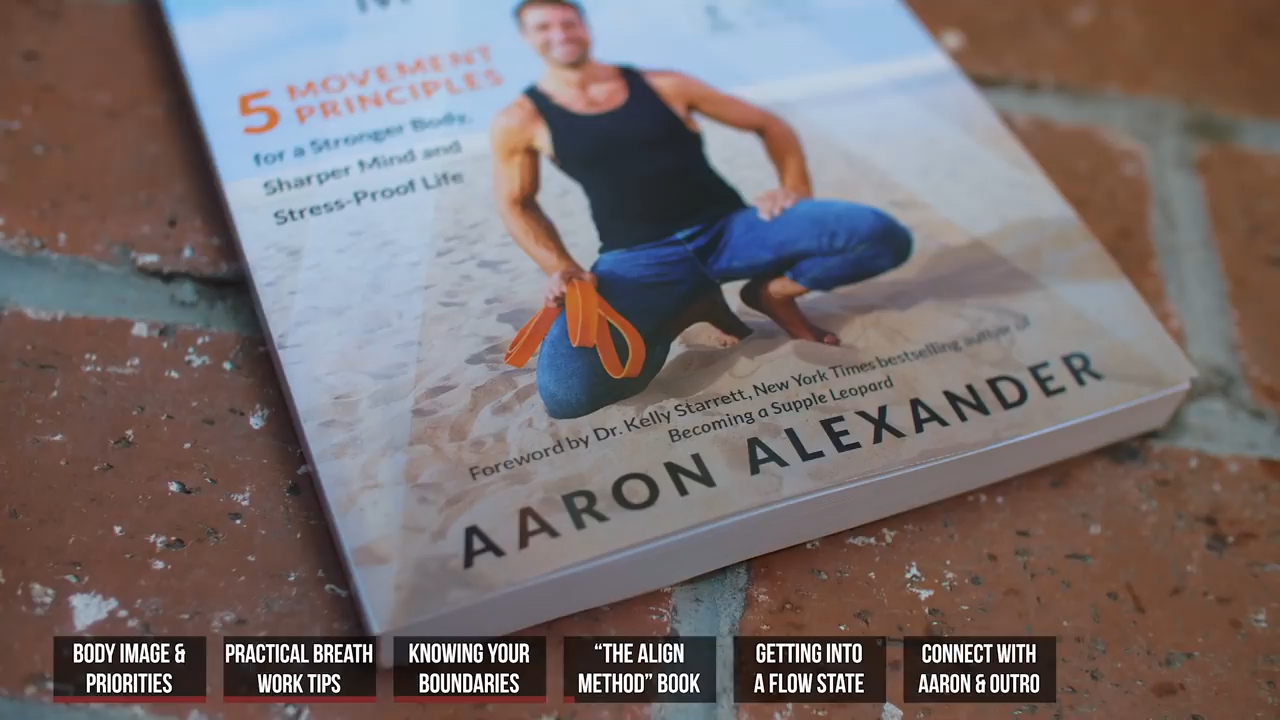 5 MOVEMENT
PRINCIPLES
for a Stronger Body,
Sharper Mind and
Stress-Proof Life
Foreword by Dr. Kelly Starrett, New York Times bestselling author of
Becoming a Supple Leopard
AARON ALEXANDER
BODY IMAGE &
PRIORITIES
PRACTICAL BREATH
WORK TIPS
KNOWING YOUR
BOUNDARIES
“THE ALIGN
METHOD” BOOK
GETTING INTO
A FLOW STATE
CONNECT WITH
AARON & OUTRO